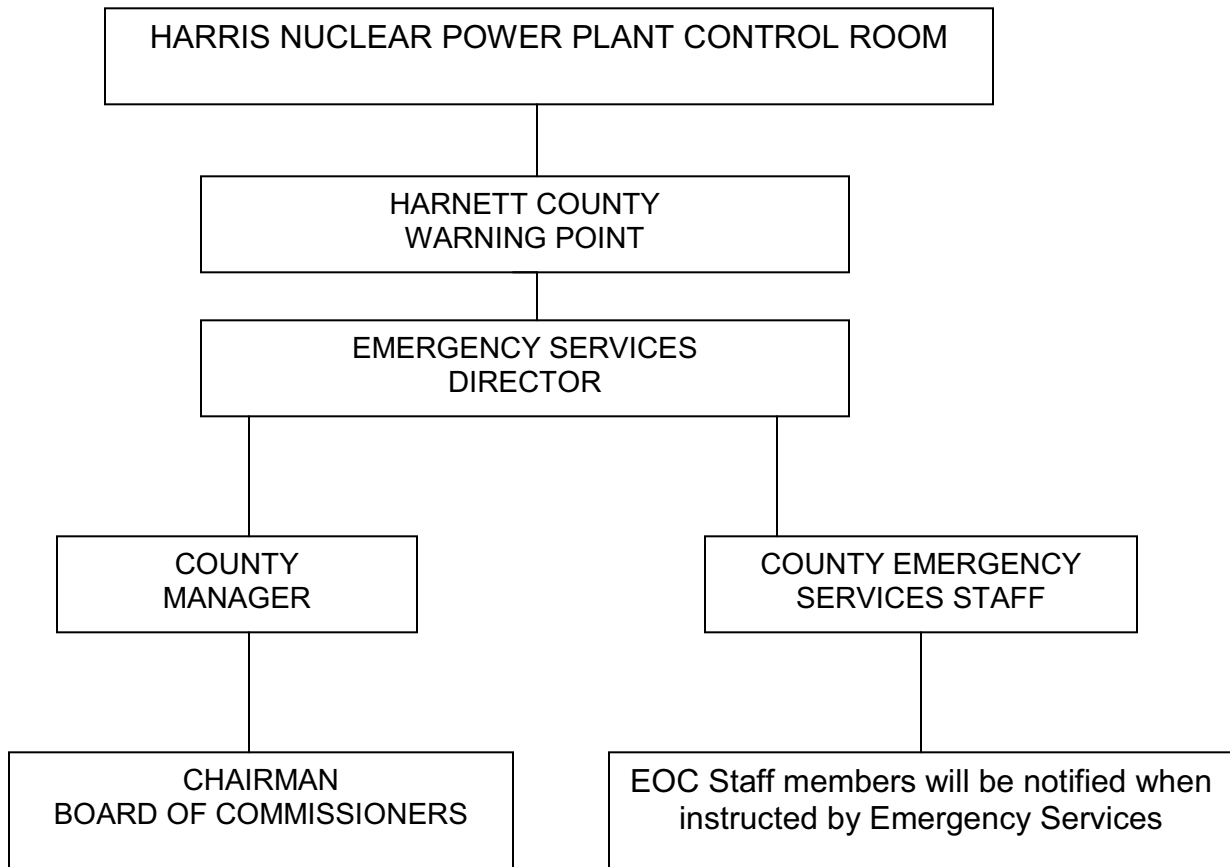 HARRIS NUCLEAR POWER PLANT CONTROL ROOM
HARNETT COUNTY
WARNING POINT
EMERGENCY SERVICES
DIRECTOR
COUNTY
MANAGER
COUNTY EMERGENCY
SERVICES STAFF
CHAIRMAN
BOARD OF COMMISSIONERS
EOC Staff members will be notified when
instructed by Emergency Services